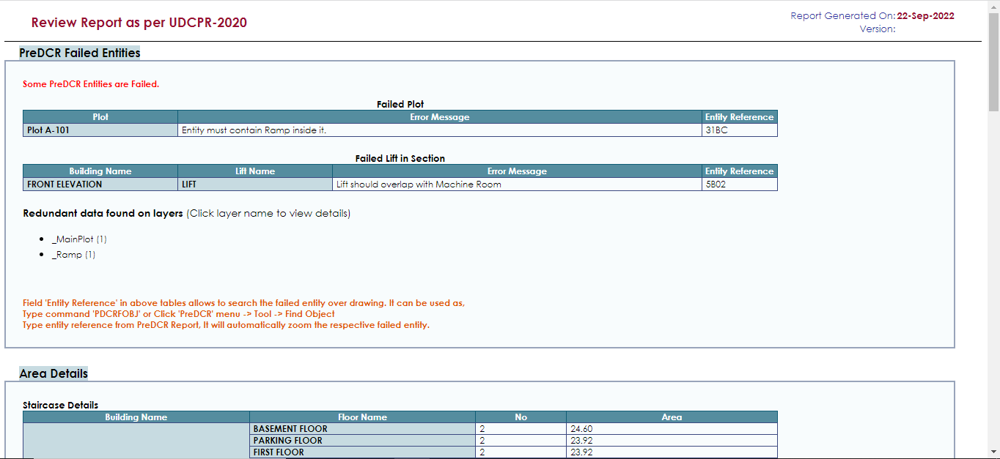 Review Report as per UDCPR-2020
Report Generated On: 22-Sep-2022
Version:
PreDCR Failed Entities
Some PreDCR Entities are Failed.
Failed Plot
Plot Error Message Entity Reference
Plot A-101 Entity must contain Ramp inside it. 31BC
Failed Lift in Section
Building Name Lift Name Error Message Entity Reference
FRONT ELEVATION LIFT Lift should overlap with Machine Room 5B02
Redundant data found on layers (Click layer name to view details)
• _MainPlot (1)
• _Ramp (1)
Field 'Entity Reference' in above tables allows to search the failed entity over drawing. It can be used as,
Type command 'PDCRFOBJ' or Click 'PreDCR' menu -> Tool -> Find Object
Type entity reference from PreDCR Report, It will automatically zoom the respective failed entity.
Area Details
Staircase Details
Building Name Floor Name No Area
BASEMENT FLOOR 2 24.60
PARKING FLOOR 2 23.92
FIRST FLOOR 2 23.92